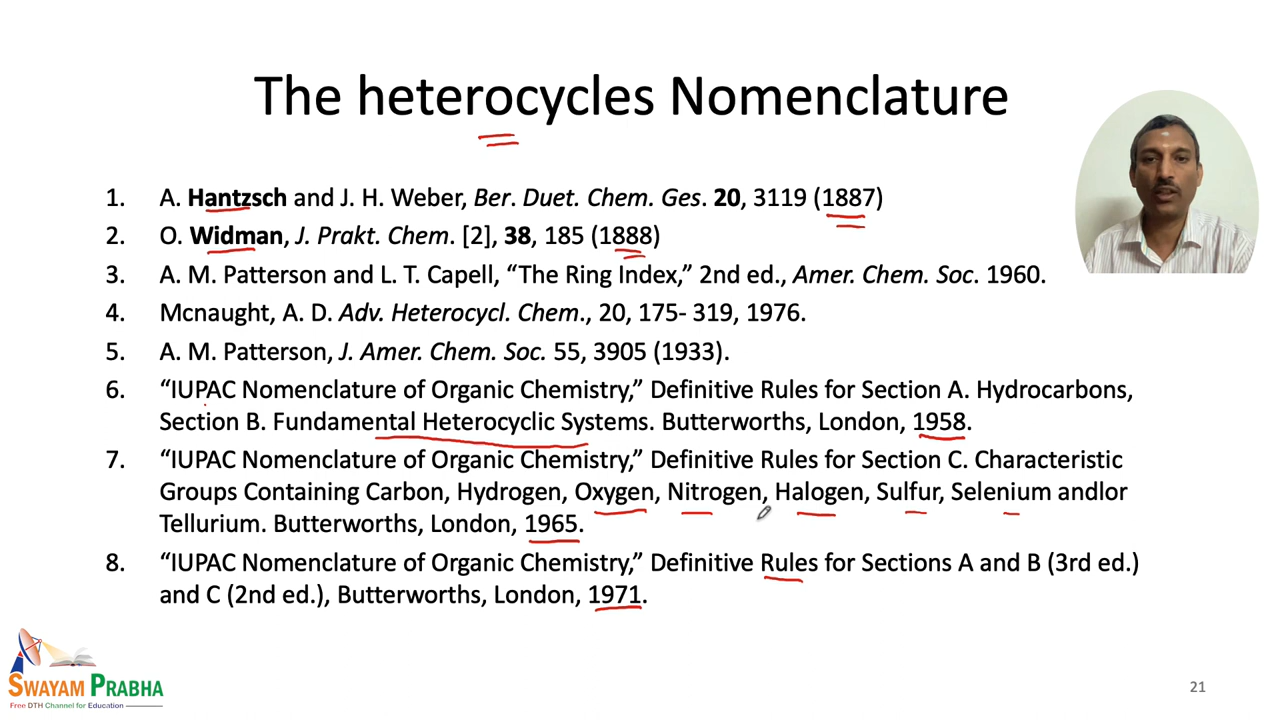 The heterocycles Nomenclature
1. A. Hantzsch and J. H. Weber, Ber. Duet. Chem. Ges. 20, 3119 (1887)
2. O. Widman, J. Prakt. Chem. [2], 38, 185 (1888)
3. A. M. Patterson and L. T. Capell, “The Ring Index,” 2nd ed., Amer. Chem. Soc. 1960.
4. Mcnaught, A. D. Adv. Heterocycl. Chem., 20, 175- 319, 1976.
5. A. M. Patterson, J. Amer. Chem. Soc. 55, 3905 (1933).
6. “IUPAC Nomenclature of Organic Chemistry,” Definitive Rules for Section A. Hydrocarbons,
Section B. Fundamental Heterocyclic Systems. Butterworths, London, 1958.
7. “IUPAC Nomenclature of Organic Chemistry,” Definitive Rules for Section C. Characteristic
Groups Containing Carbon, Hydrogen, Oxygen, Nitrogen, Halogen, Sulfur, Selenium andlor
Tellurium. Butterworths, London, 1965.
8. “IUPAC Nomenclature of Organic Chemistry,” Definitive Rules for Sections A and B (3rd ed.)
and C (2nd ed.), Butterworths, London, 1971.
SWAYAM PRABHA
Free DTH Channel for Education
21